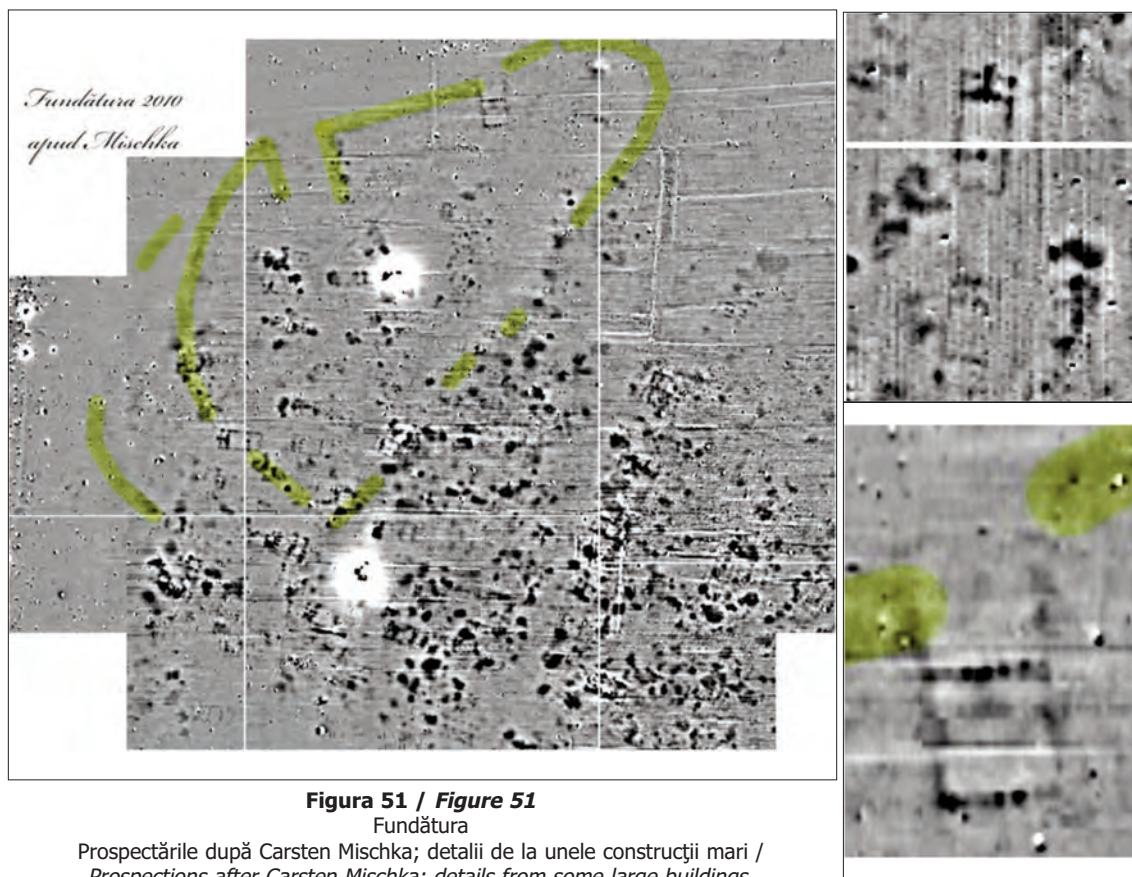 Fundătura 2010
apud Mischka
Figura 51 / Figure 51
Fundătura
Prospectările după Carsten Mischka; detalii de la unele construcţii mari /
Prospections after Carsten Mischka; details from some large buildings